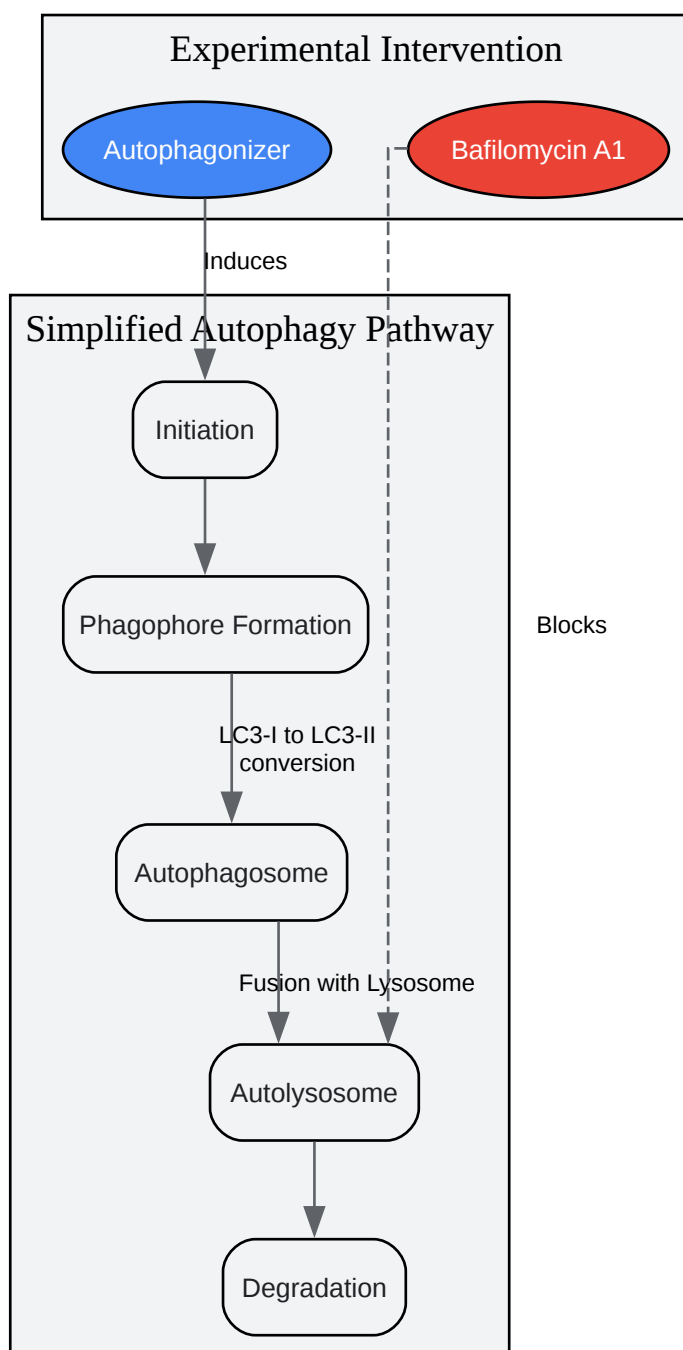 Experimental Intervention
Autophagonizer
Bafilomycin A1
Induces
Simplified Autophagy Pathway
Initiation
Phagophore Formation
Blocks
LC3-I to LC3-II
conversion
Autophagosome
Fusion with Lysosome
Autolysosome
Degradation